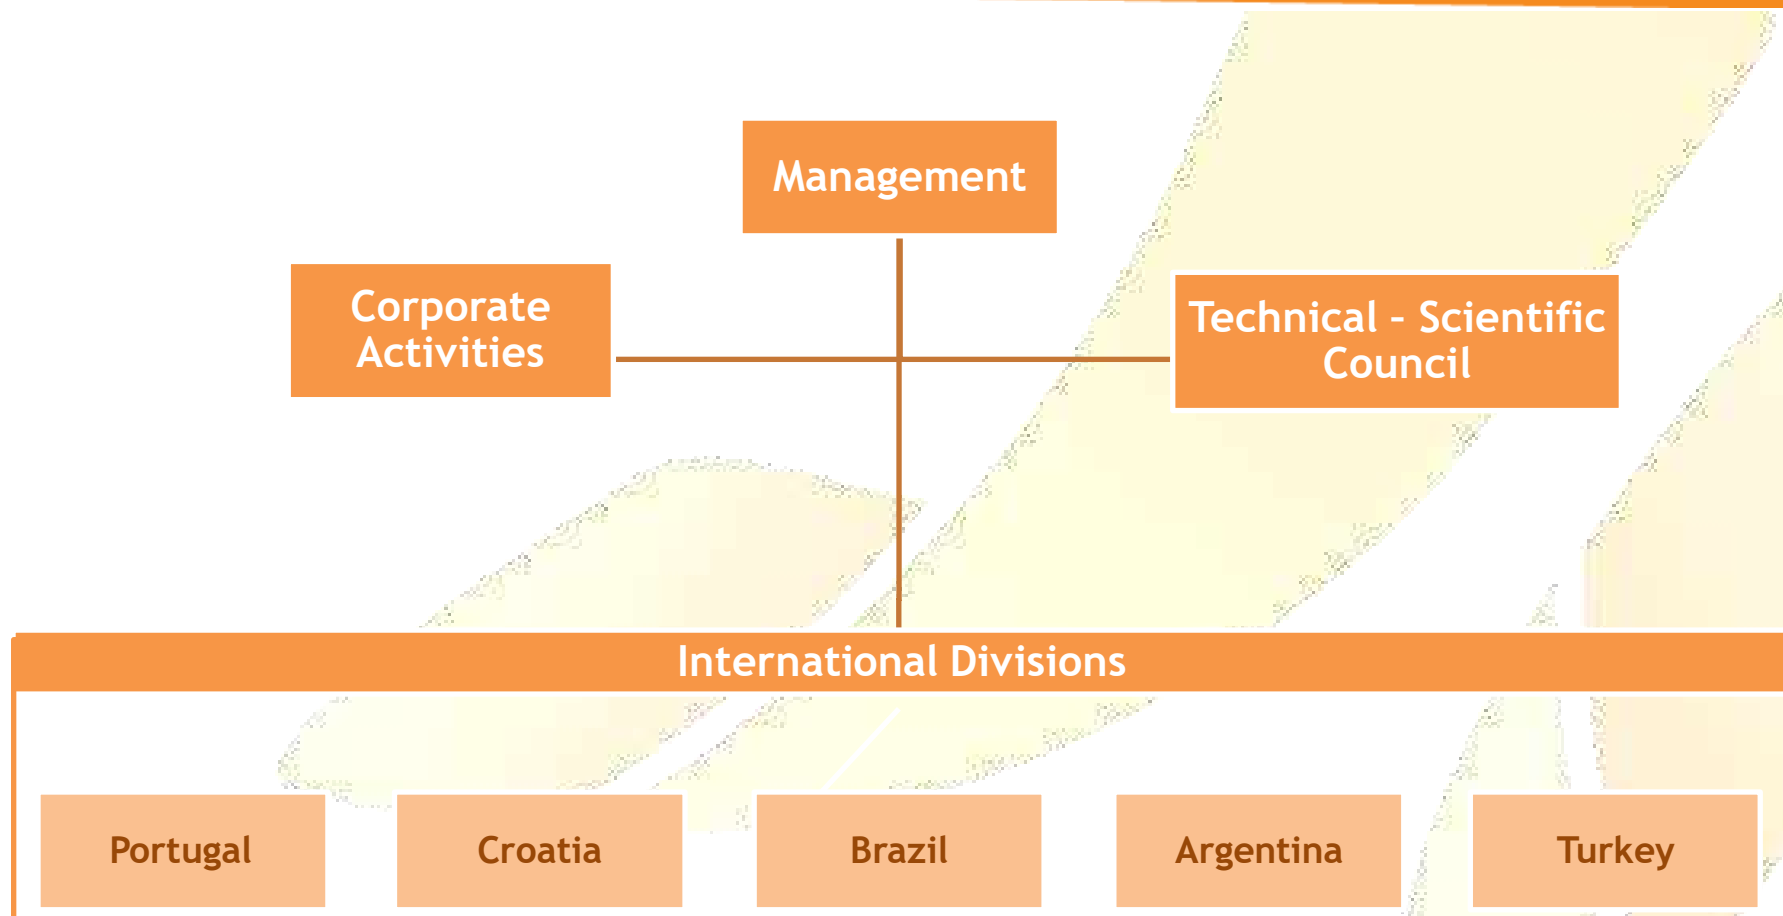 Management
Corporate
Activities
Technical – Scientific
Council
International Divisions
Portugal
Croatia
Brazil
Argentina
Turkey